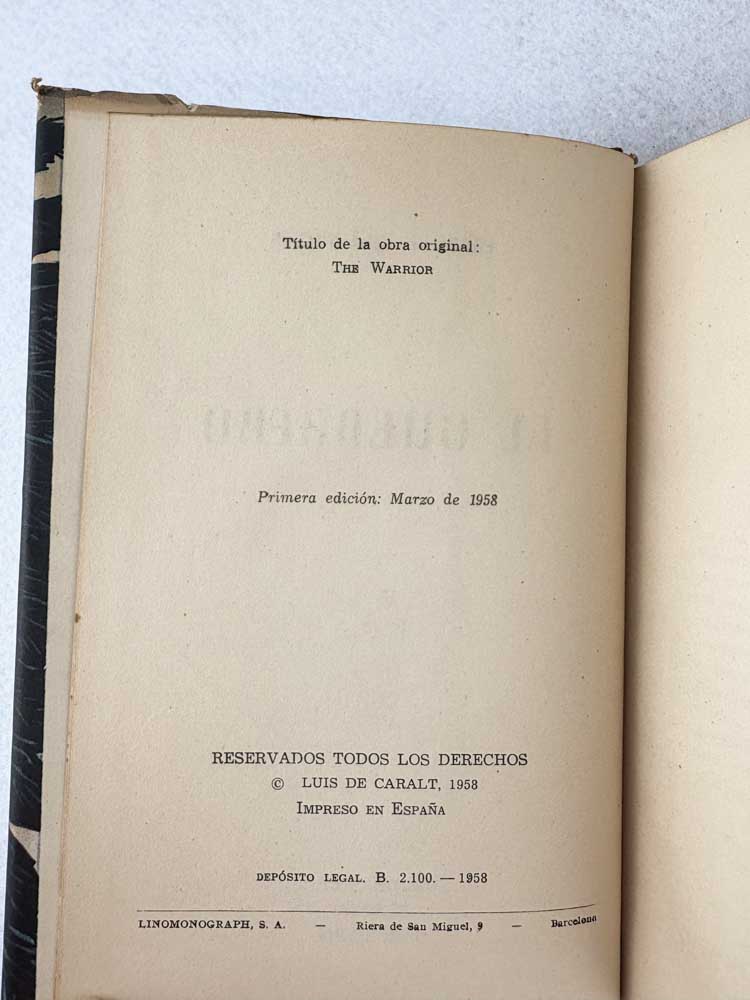 Título de la obra original:
THE WARRIOR
Primera edición: Marzo de 1958
RESERVADOS TODOS LOS DERECHOS
© LUIS DE CARALT, 1958
IMPRESO EN ESPAÑA
DEPÓSITO LEGAL. B. 2.100.—1958
LINOMONOGRAPH, S. A. — Riera de San Miguel, 9 — Barcelona